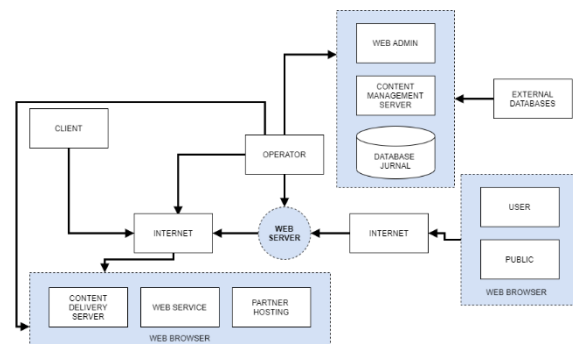 WEB ADMIN
CONTENT
MANAGEMENT
SERVER
EXTERNAL
DATABASES
CLIENT
OPERATOR
DATABASE
JURNAL
USER
INTERNET
WEB
SERVER
INTERNET
PUBLIC
WEB BROWSER
CONTENT
DELIVERY
SERVER
WEB SERVICE
PARTNER
HOSTING
WEB BROWSER